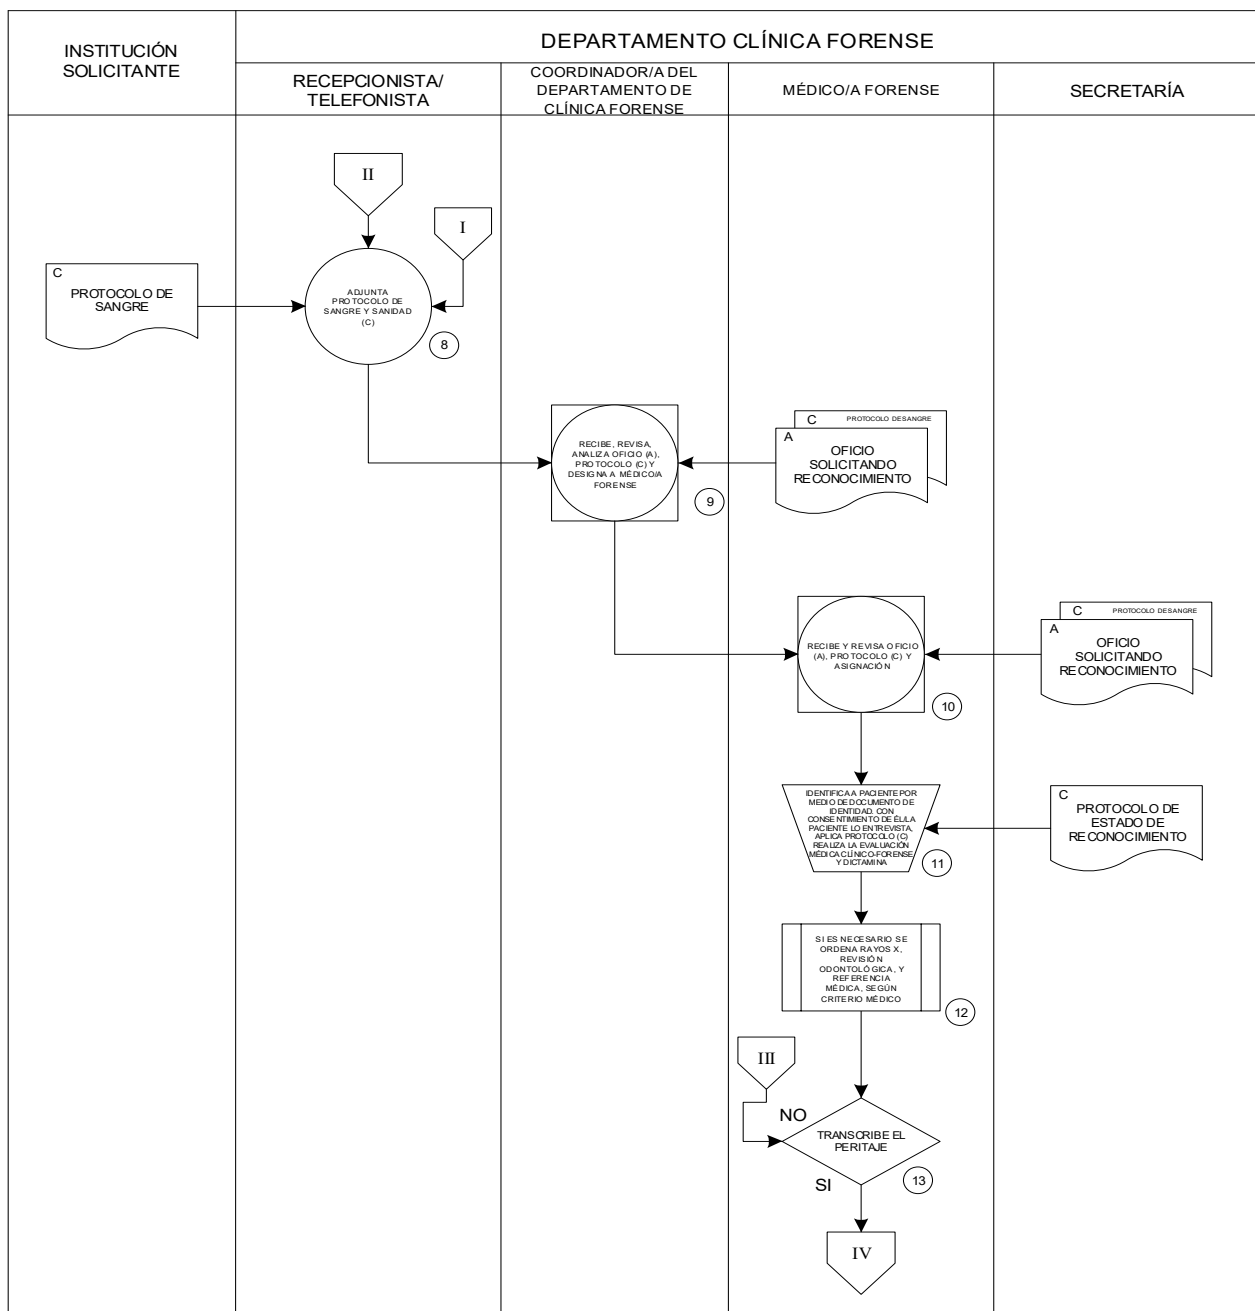 INSTITUCIÓN
SOLICITANTE
DEPARTAMENTO CLÍNICA FORENSE
RECEPCIONISTA/
TELEFONISTA
COORDINADOR/A DEL
DEPARTAMENTO DE
CLÍNICA FORENSE
MÉDICO/A FORENSE
SECRETARÍA
II
I
C
PROTOCOLO DE
SANGRE
ADJUNTA
PROTOCOLO DE
SANGRE Y SANIDAD
(C)
8
RECIBE, REVISA,
ANALIZA OFICIO (A),
PROTOCOLO (C) Y
DESIGNA A MÉDICO/A
FORENSE
9
C PROTOCOLO DE SANGRE
A
OFICIO
SOLICITANDO
RECONOCIMIENTO
RECIBE Y REVISA OFICIO
(A), PROTOCOLO (C) Y
ASIGNACIÓN
10
C PROTOCOLO DE SANGRE
A
OFICIO
SOLICITANDO
RECONOCIMIENTO
IDENTIFICA A PACIENTE POR
MEDIO DE DOCUMENTO DE
IDENTIDAD. CON
CONSENTIMIENTO DE ÉL/LA
PACIENTE LO ENTREVISTA,
APLICA PROTOCOLO (C)
REALIZA LA EVALUACIÓN
MÉDICA CLÍNICO-FORENSE
Y DICTAMINA
11
C
PROTOCOLO DE
ESTADO DE
RECONOCIMIENTO
SI ES NECESARIO SE
ORDENA RAYOS X,
REVISIÓN
ODONTOLÓGICA, Y
REFERENCIA
MÉDICA, SEGÚN
CRITERIO MÉDICO
12
III
NO
TRANSCRIBE EL
PERITAJE
SI
13
IV